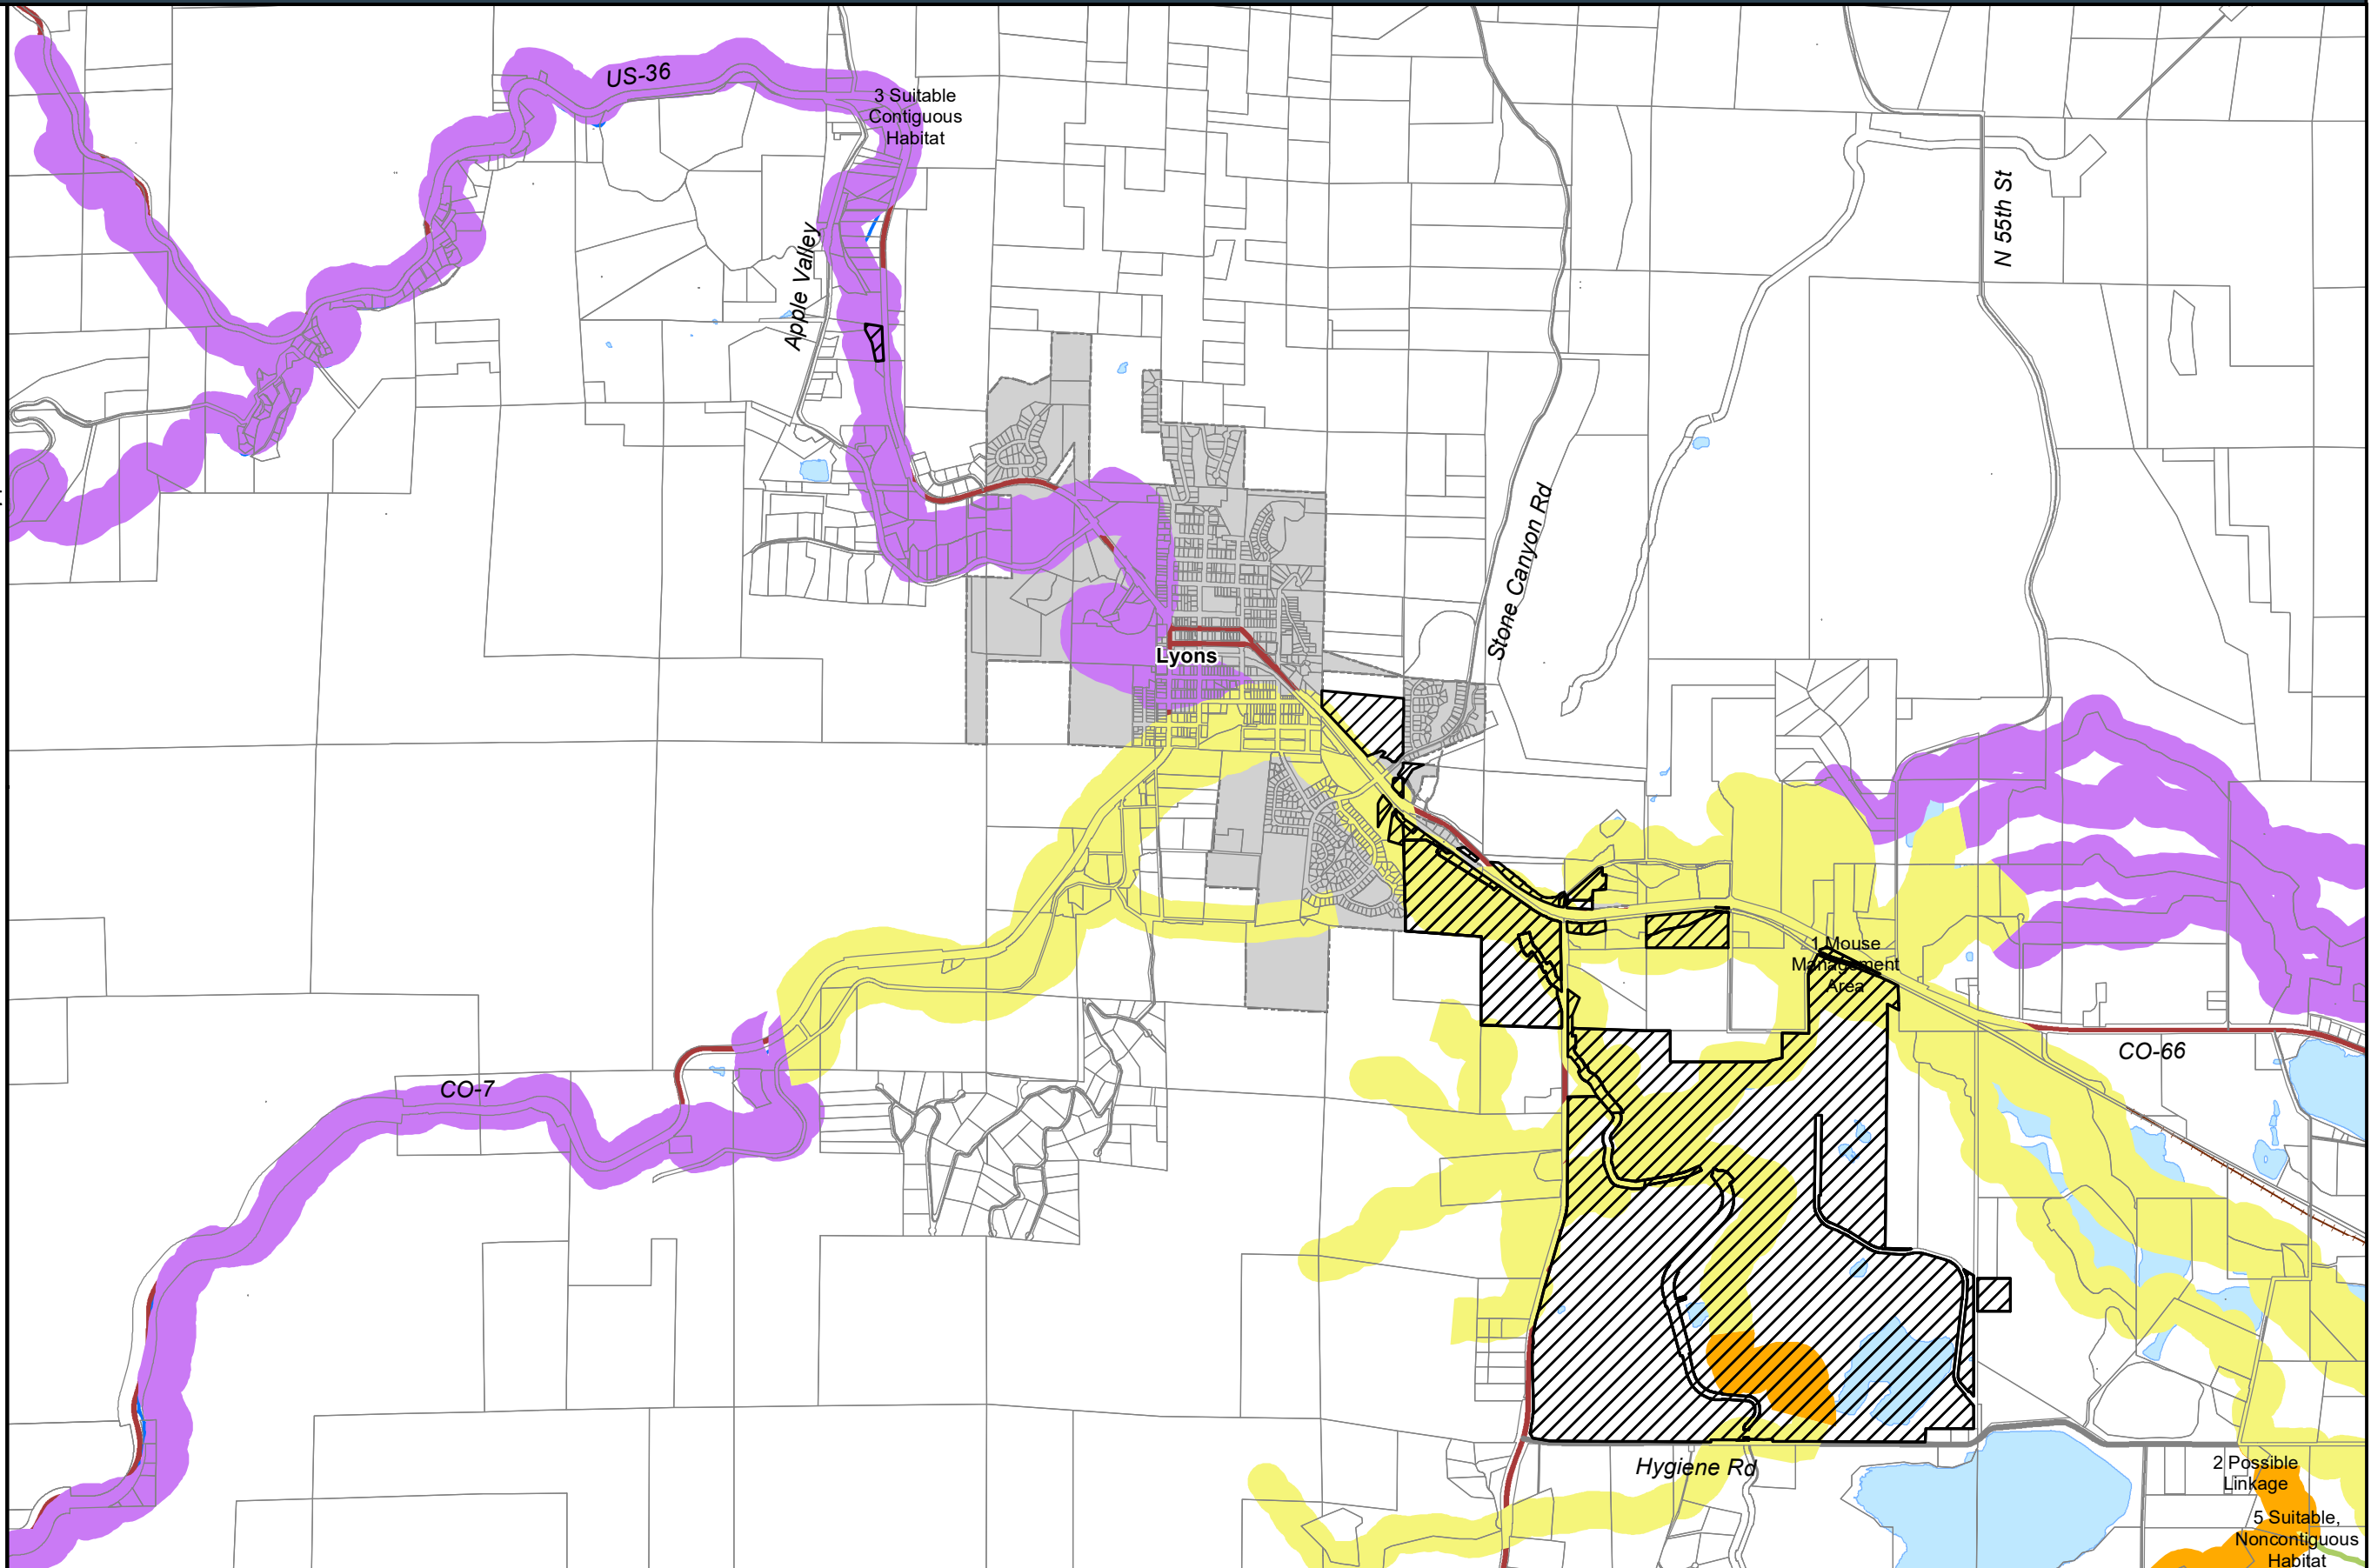 US-36
3 Suitable
Contiguous
Habitat
N 55th St
Apple Valley
Stone Canyon Rd
Lyons
1 Mouse
Management
Area
CO-66
CO-7
Hygiene Rd
2 Possible
Linkage
5 Suitable,
Noncontiguous
Habitat